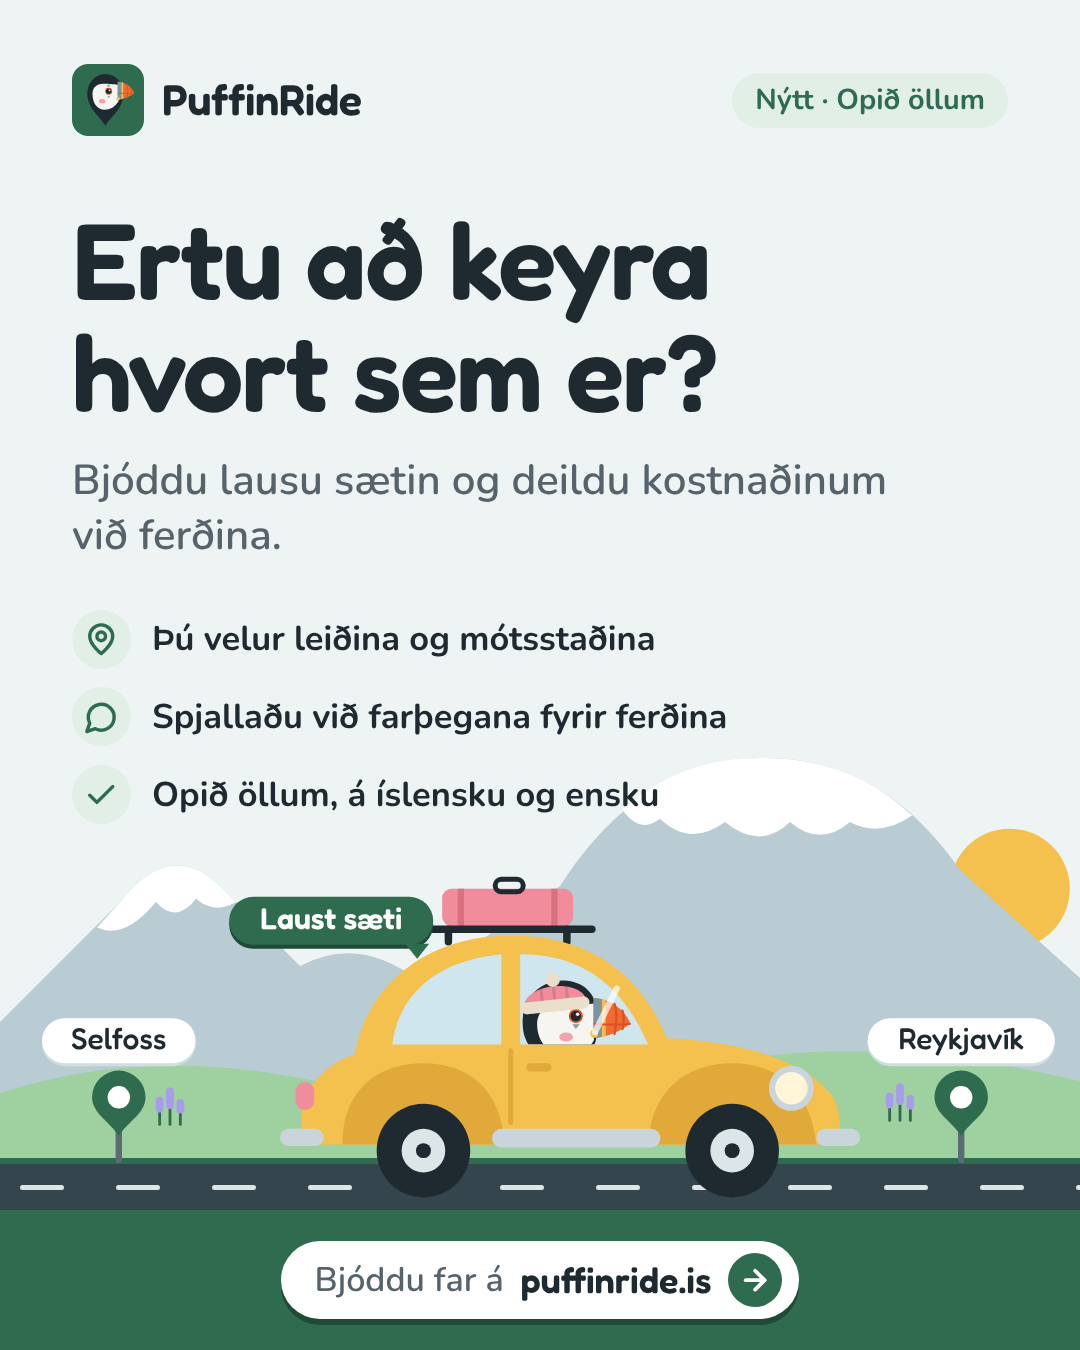 PuffinRide
Nýtt · Opið öllum
Ertu að keyra
hvort sem er?
Bjóddu lausu sætin og deildu kostnaðinum
við ferðina.
Þú velur leiðina og mótsstaðina
Spjallaðu við farþegana fyrir ferðina
Opið öllum, á íslensku og ensku
Laust sæti
Selfoss
Reykjavík
Bjóddu far á puffinride.is